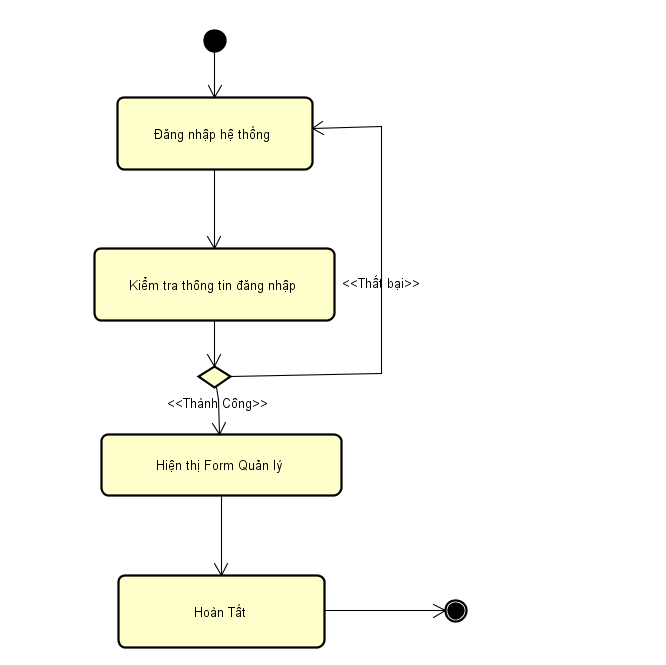 Đăng nhập hệ thống
Kiểm tra thông tin đăng nhập
<<Thất bại>>
<<Thành Công>>
Hiện thị Form Quản lý
Hoàn Tất